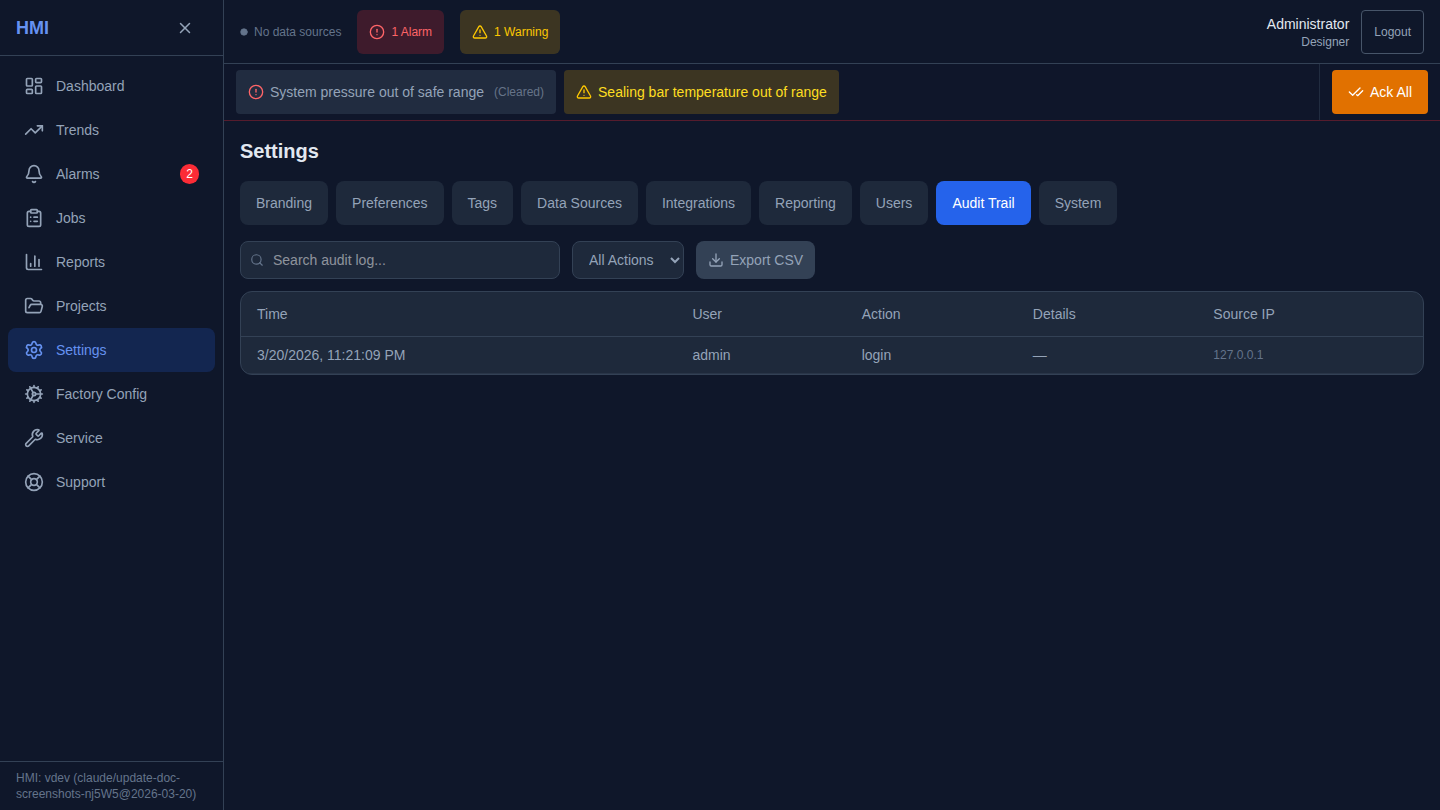 HMI
No data sources
1 Alarm
1 Warning
Administrator
Designer
Logout
Dashboard
Trends
Alarms 2
Jobs
Reports
Projects
Settings
Factory Config
Service
Support
HMI: vdev (claude/update-doc-
screenshots-nj5W5@2026-03-20)
System pressure out of safe range (Cleared)
Sealing bar temperature out of range
Ack All
Settings
Branding
Preferences
Tags
Data Sources
Integrations
Reporting
Users
Audit Trail
System
Search audit log...
All Actions
Export CSV
Time User Action Details Source IP
3/20/2026, 11:21:09 PM admin login — 127.0.0.1